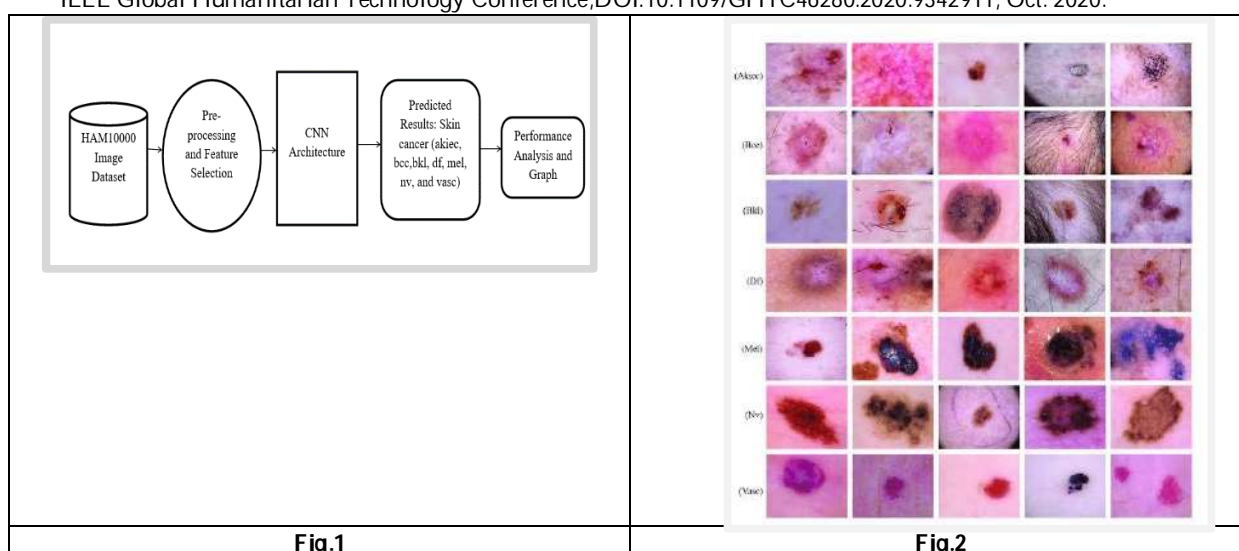 IEEE Global Humanitarian Technology Conference,DOI:10.1109/GHTC46280.2020.9342911, Oct. 2020.
HAM10000
Image
Dataset
Pre-
processing
and Feature
Selection
CNN
Architecture
Predicted
Results: Skin
cancer (akiec,
bcc,bkl, df, mel,
nv, and vasc)
Performance
Analysis and
Graph
(Akiec)
(Bcc)
(Bkl)
(Df)
(Mel)
(Nv)
(Vasc)
Fig.1
Fig.2